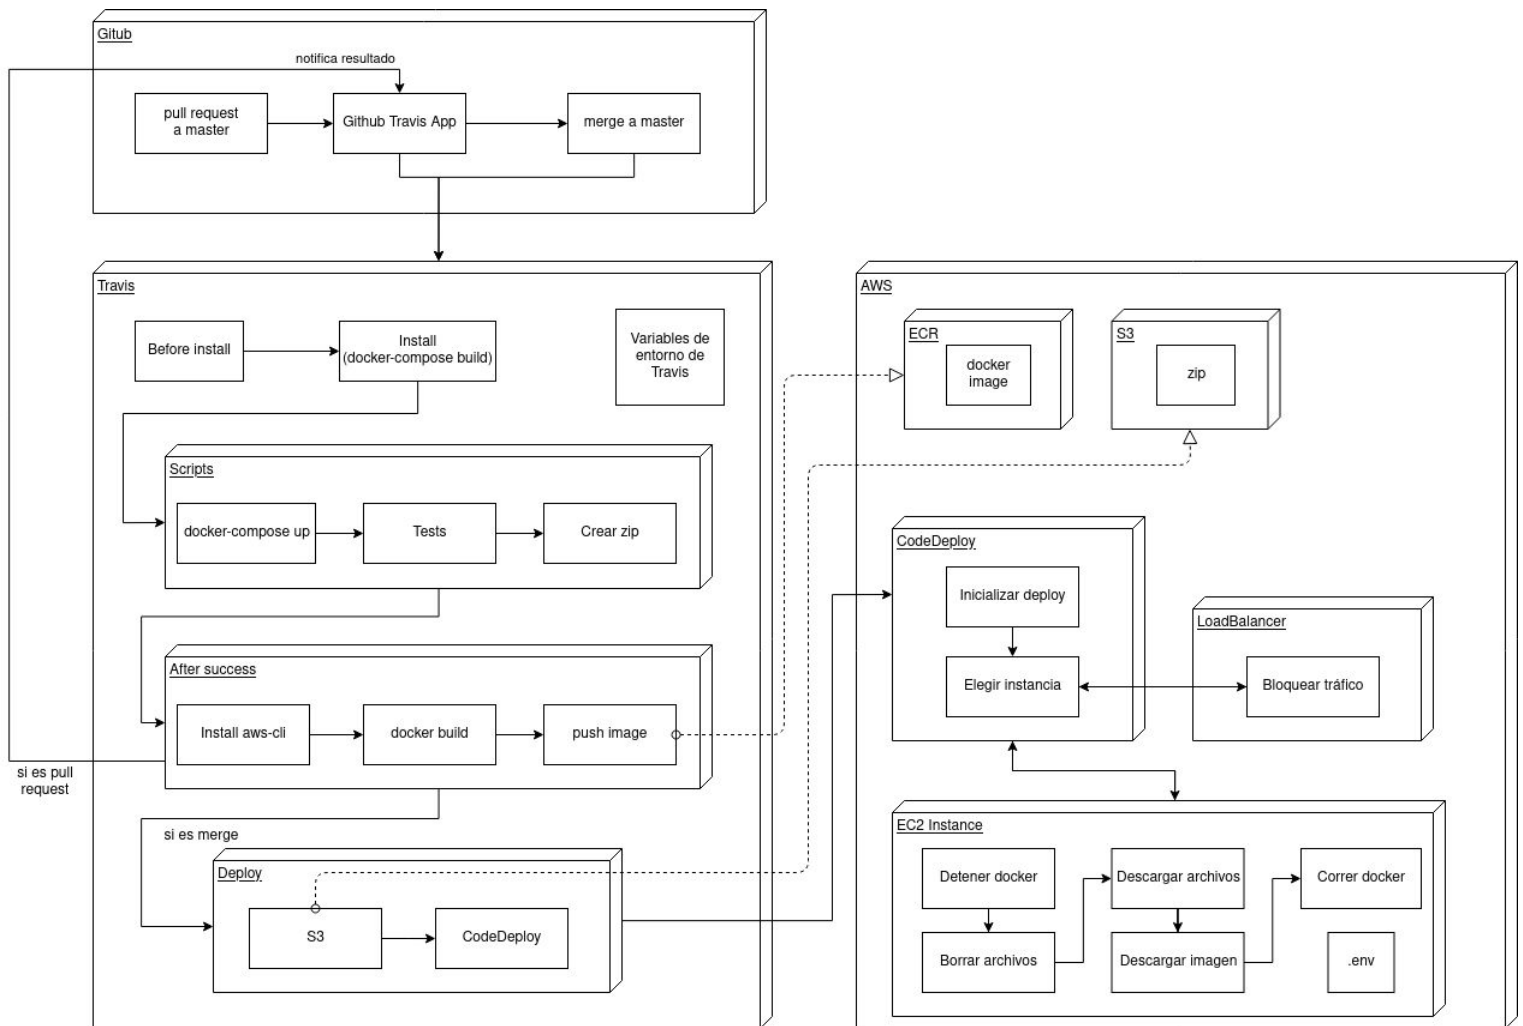 Gitub
notifica resultado
pull request
a master
Github Travis App
merge a master
Travis
Before install
Install
(docker-compose build)
Variables de
entorno de
Travis
Scripts
docker-compose up
Tests
Crear zip
After success
Install aws-cli
docker build
push image
si es pull
request
si es merge
Deploy
S3
CodeDeploy
AWS
ECR
docker
image
S3
zip
CodeDeploy
Inicializar deploy
Elegir instancia
LoadBalancer
Bloquear tráfico
EC2 Instance
Detener docker
Descargar archivos
Correr docker
Borrar archivos
Descargar imagen
.env